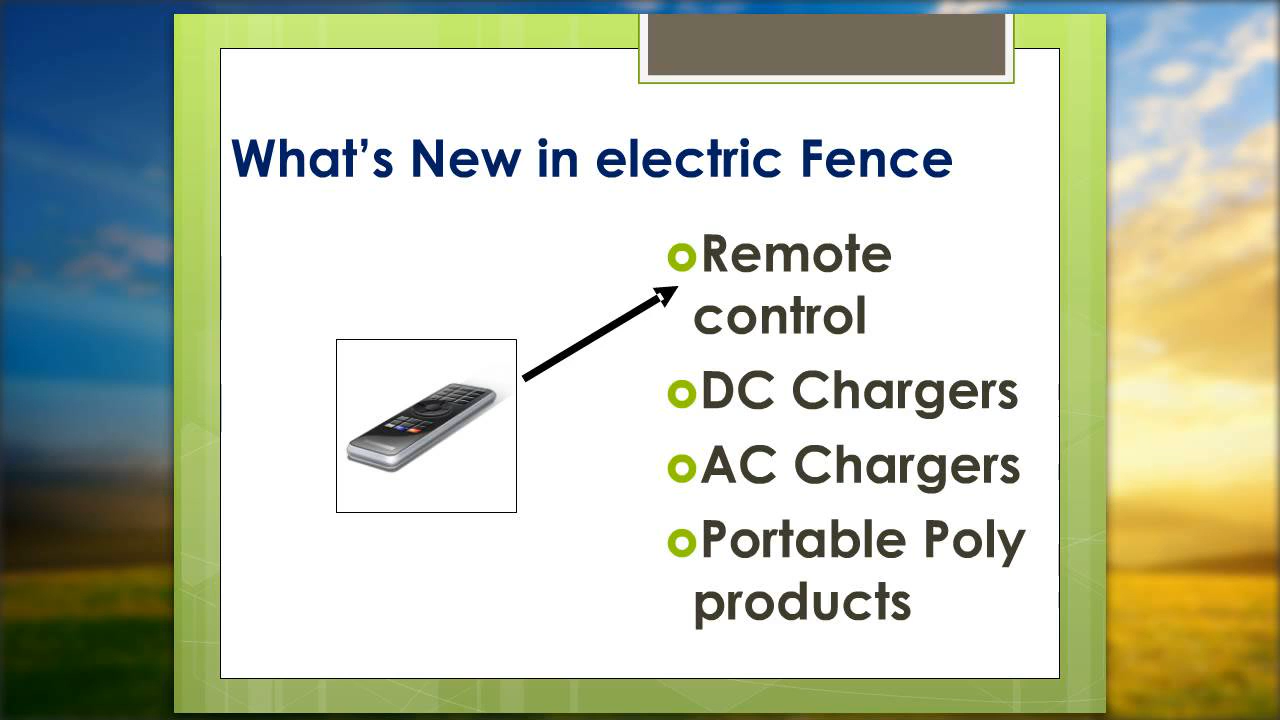 What’s New in electric Fence
Remote
control
DC Chargers
AC Chargers
Portable Poly
products